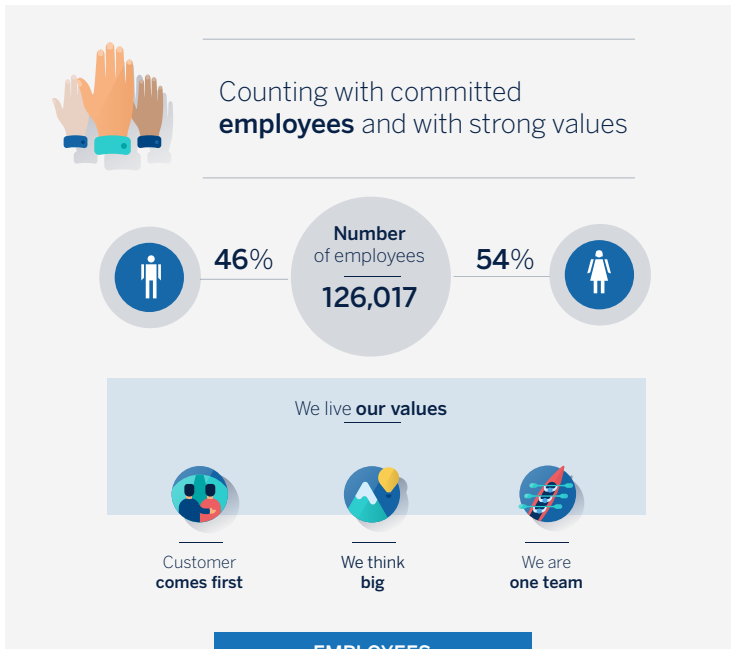 Counting with committed
employees and with strong values
46%
Number
of employees
126,017
54%
We live our values
Customer
comes first
We think
big
We are
one team
EMPLOYEES